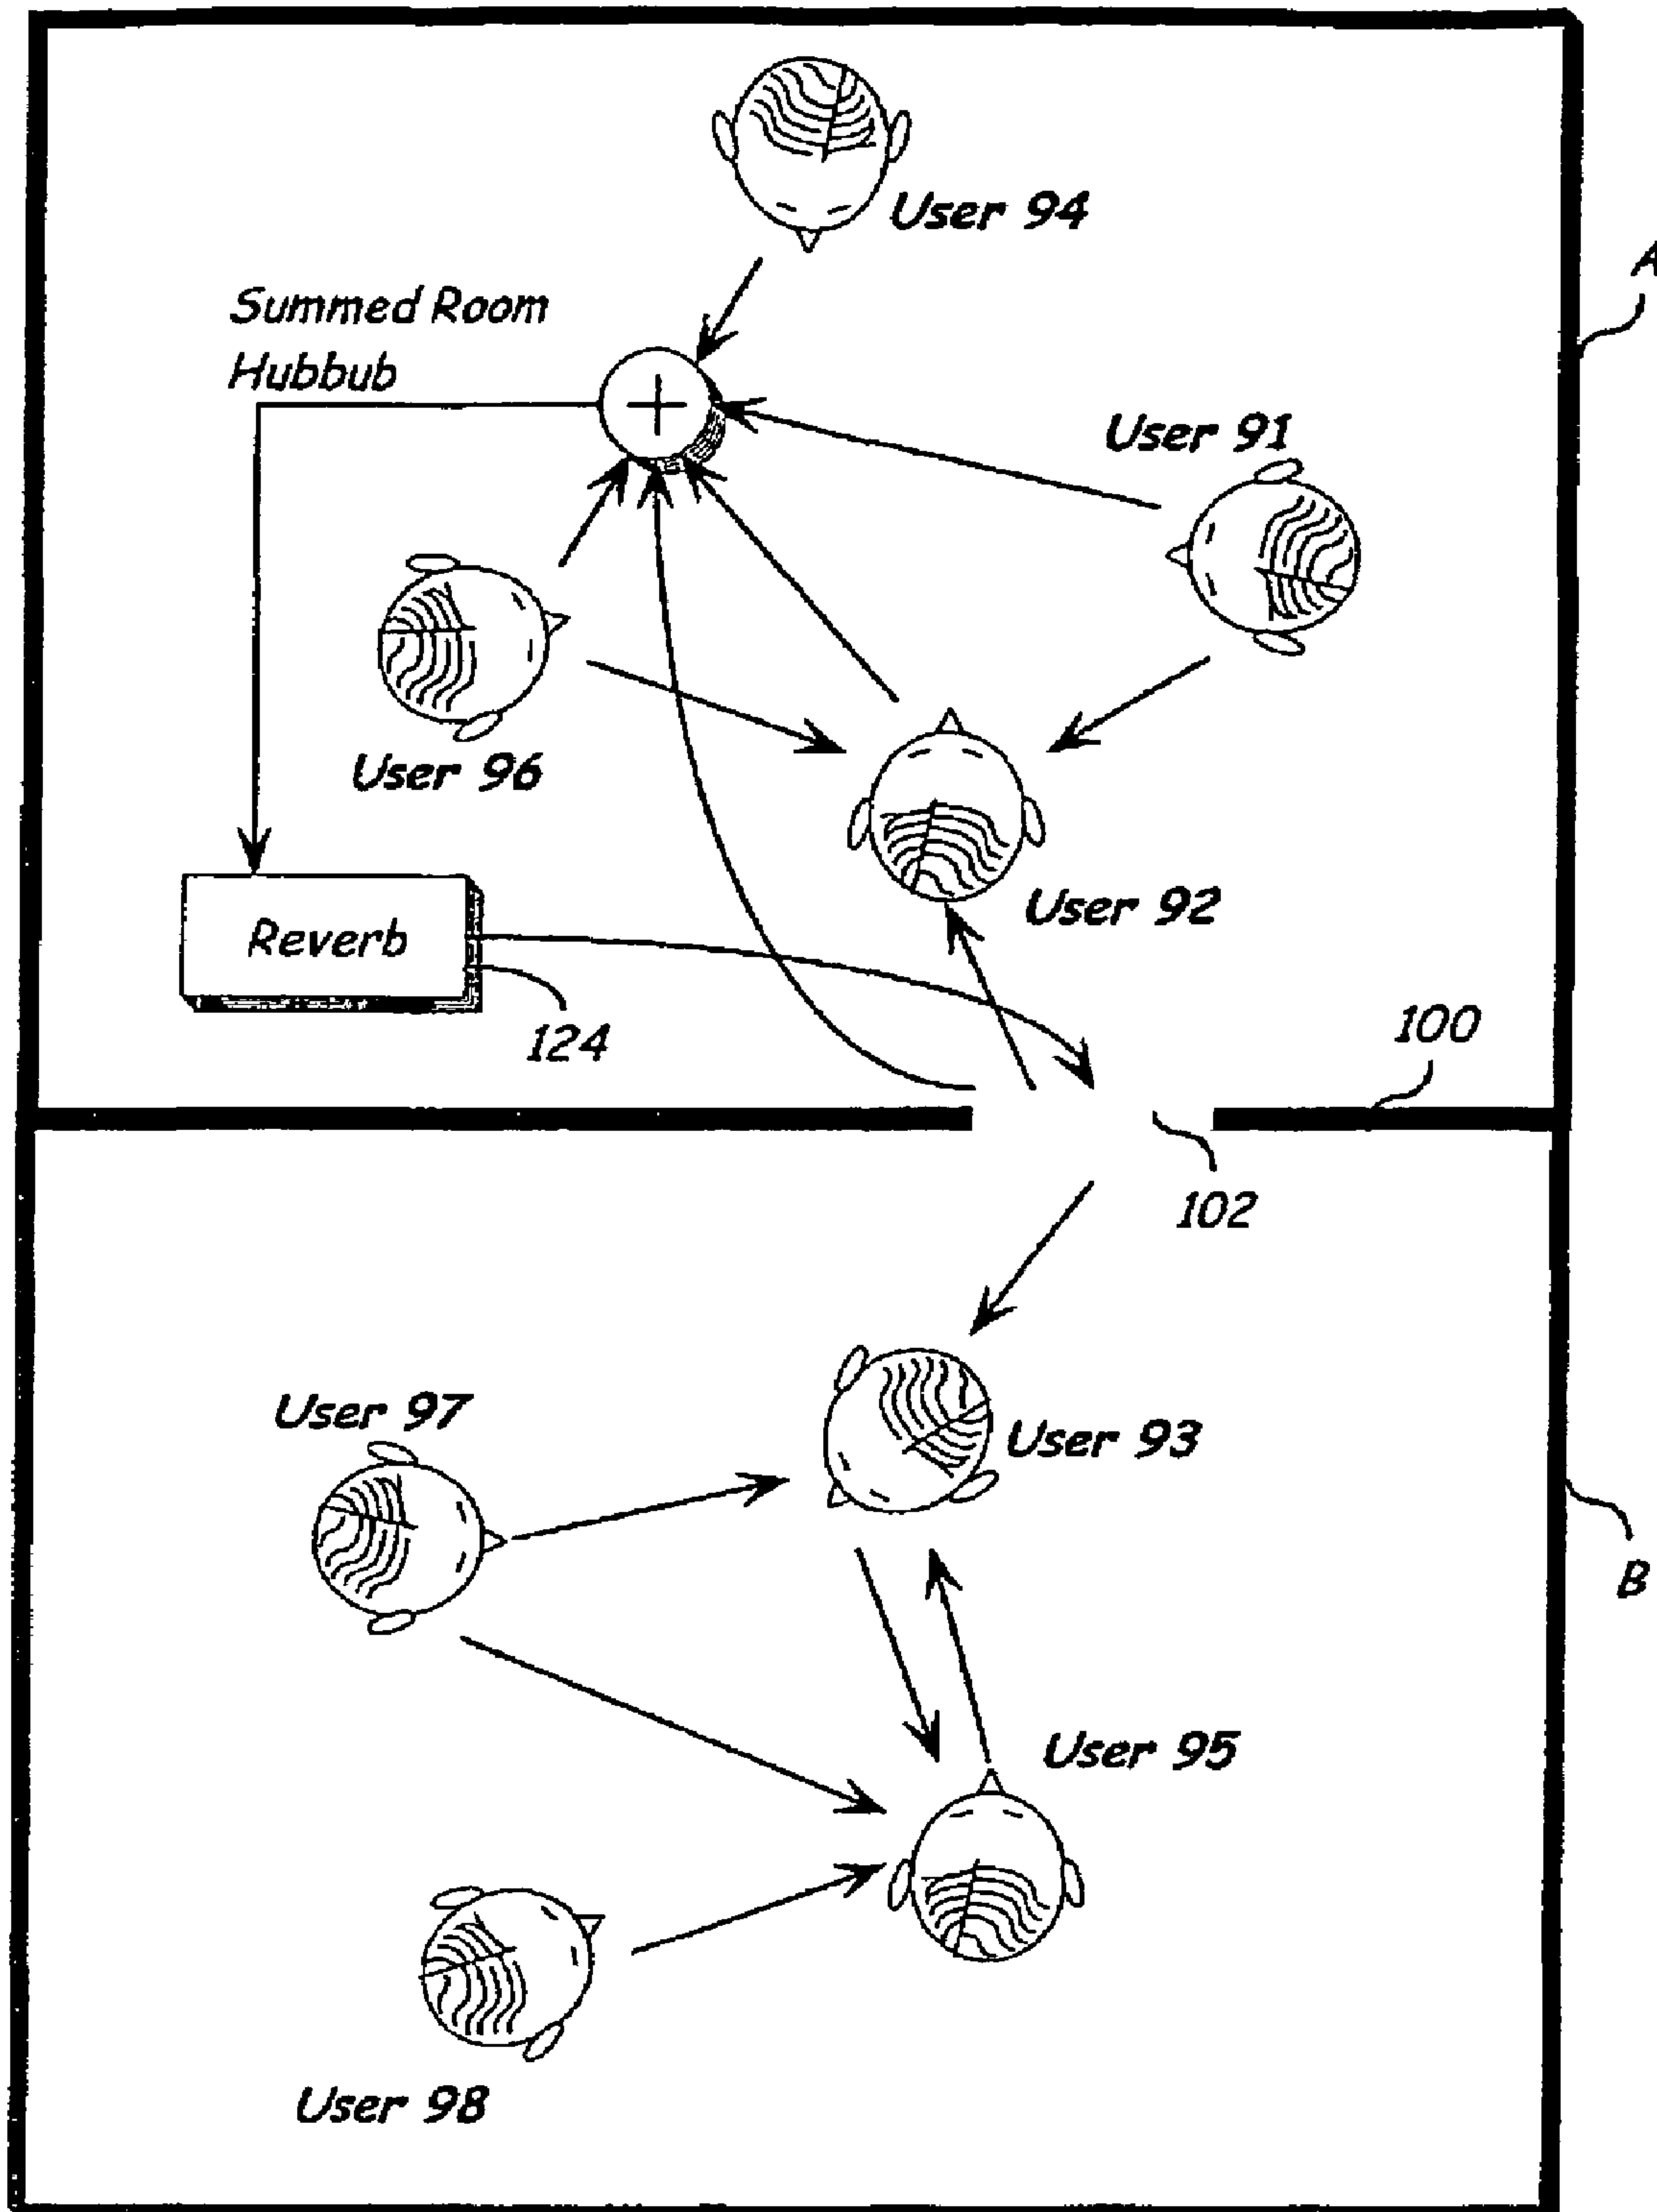 User 94
A
Summed Room
Hubbub
User 91
User 96
User 92
Reverb
124
100
102
User 97
User 93
B
User 95
User 98